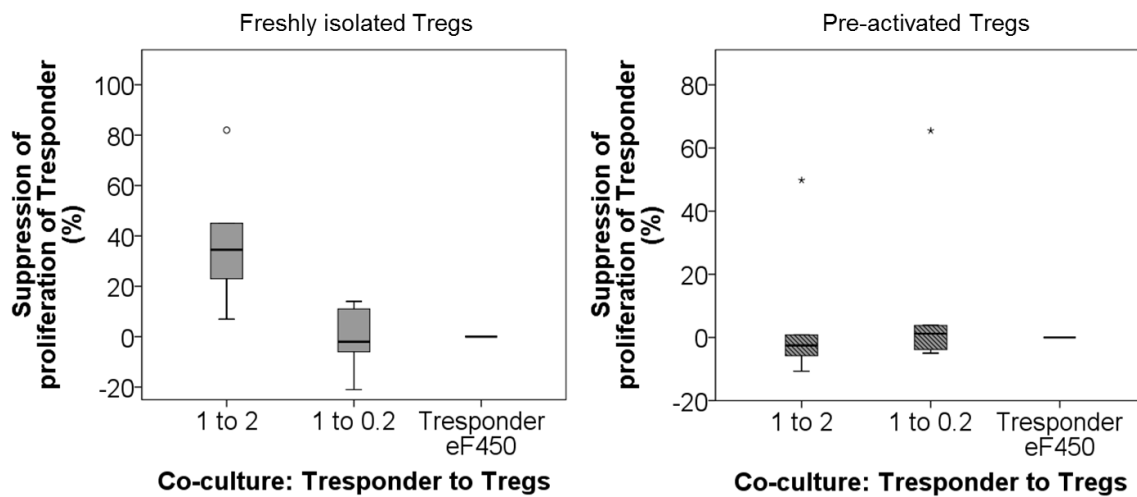 Freshly isolated Tregs
Suppression of
proliferation of Tresponder
(%)
100
80
60
40
20
0
-20
1 to 2
1 to 0.2
Tresponder
eF450
Co-culture: Tresponder to Tregs
Pre-activated Tregs
Suppression of
proliferation of Tresponder
(%)
80
60
40
20
0
-20
1 to 2
1 to 0.2
Tresponder
eF450
Co-culture: Tresponder to Tregs